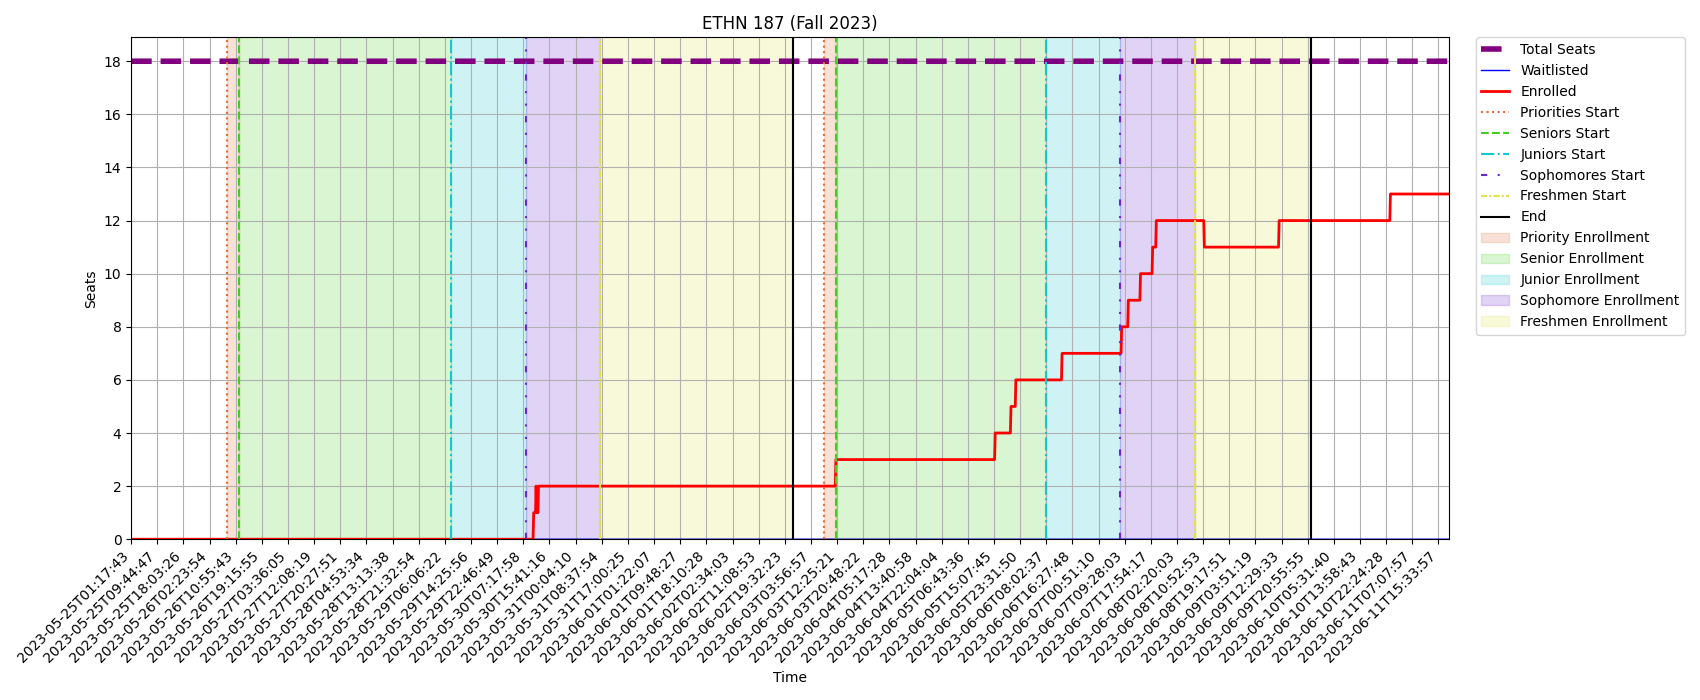 ETHN 187 (Fall 2023)
Seats
18
16
14
12
10
8
6
4
2
0
2023-05-25T01:17:43
2023-05-25T09:44:47
2023-05-25T18:03:26
2023-05-26T02:23:54
2023-05-26T10:55:43
2023-05-26T19:15:55
2023-05-27T03:36:05
2023-05-27T12:08:19
2023-05-27T20:27:51
2023-05-28T04:53:34
2023-05-28T13:13:38
2023-05-28T21:32:54
2023-05-29T06:06:22
2023-05-29T14:25:56
2023-05-29T22:46:49
2023-05-30T07:17:58
2023-05-30T15:41:16
2023-05-31T00:04:10
2023-05-31T08:37:54
2023-05-31T17:00:25
2023-06-01T01:22:07
2023-06-01T09:48:27
2023-06-01T18:10:28
2023-06-02T02:34:03
2023-06-02T11:08:53
2023-06-02T19:32:23
2023-06-03T03:56:57
2023-06-03T12:25:21
2023-06-03T20:48:22
2023-06-04T05:17:28
2023-06-04T13:40:58
2023-06-04T22:04:04
2023-06-05T06:43:36
2023-06-05T15:07:45
2023-06-05T23:31:50
2023-06-06T08:02:37
2023-06-06T16:27:48
2023-06-07T00:51:10
2023-06-07T09:28:03
2023-06-07T17:54:17
2023-06-08T02:20:03
2023-06-08T10:52:53
2023-06-08T19:17:51
2023-06-09T03:51:19
2023-06-09T12:29:33
2023-06-09T20:55:55
2023-06-10T05:31:40
2023-06-10T13:58:43
2023-06-10T22:24:28
2023-06-11T07:07:57
2023-06-11T15:33:57
Time
Total Seats
Waitlisted
Enrolled
Priorities Start
Seniors Start
Juniors Start
Sophomores Start
Freshmen Start
End
Priority Enrollment
Senior Enrollment
Junior Enrollment
Sophomore Enrollment
Freshmen Enrollment